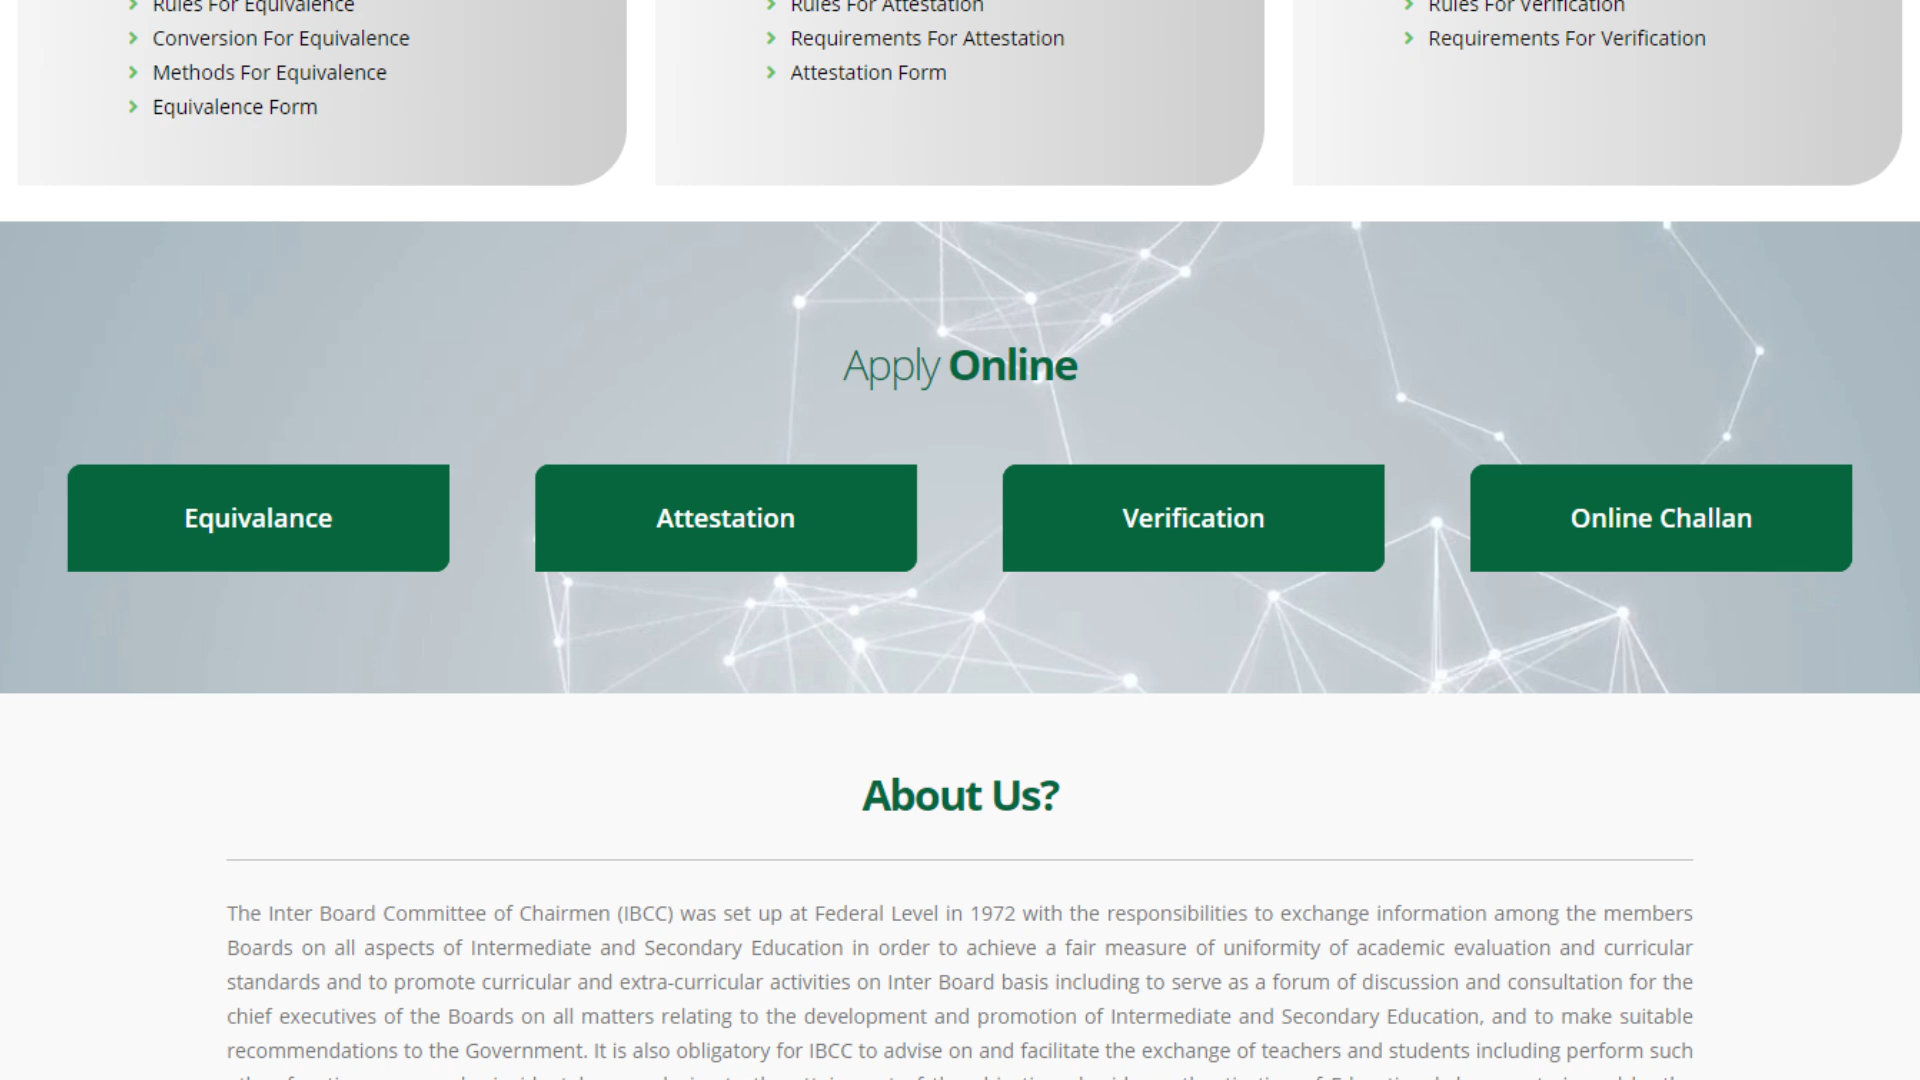 Rules For Equivalence
Conversion For Equivalence
Methods For Equivalence
Equivalence Form
Rules For Attestation
Requirements For Attestation
Attestation Form
Rules For Verification
Requirements For Verification
Apply Online
Equivalance
Attestation
Verification
Online Challan
About Us?
The Inter Board Committee of Chairmen (IBCC) was set up at Federal Level in 1972 with the responsibilities to exchange information among the members
Boards on all aspects of Intermediate and Secondary Education in order to achieve a fair measure of uniformity of academic evaluation and curricular
standards and to promote curricular and extra-curricular activities on Inter Board basis including to serve as a forum of discussion and consultation for the
chief executives of the Boards on all matters relating to the development and promotion of Intermediate and Secondary Education, and to make suitable
recommendations to the Government. It is also obligatory for IBCC to advise on and facilitate the exchange of teachers and students including perform such